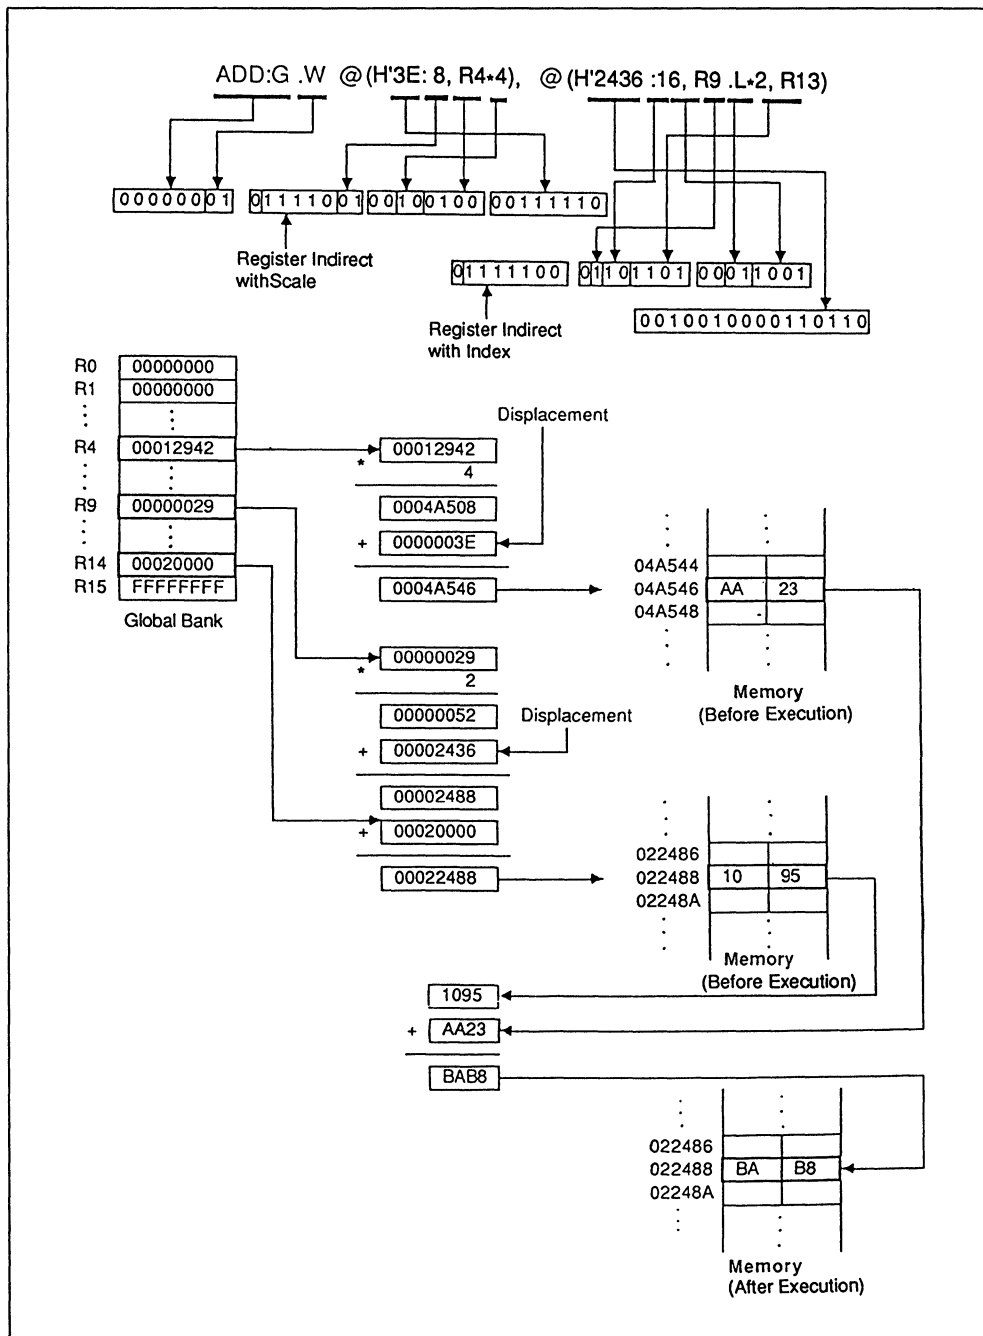 ADD:G .W @(H'3E: 8, R4*4), @(H'2436 :16, R9 .L*2, R13)
00000001 01111001 00100100 00111110
Register Indirect
withScale
01111100 01101101 00011001
Register Indirect
with Index
0010010000110110
R0 00000000
R1 00000000
R4 00012942
R9 00000029
R14 00020000
R15 FFFFFFFF
Global Bank
Displacement
00012942
* 4
0004A508
+ 0000003E
0004A546
04A544
04A546 AA 23
04A548
Memory
(Before Execution)
00000029
* 2
00000052
Displacement
+ 00002436
00002488
+ 00020000
00022488
022486
022488 10 95
02248A
Memory
(Before Execution)
1095
+ AA23
BAB8
022486
022488 BA B8
02248A
Memory
(After Execution)